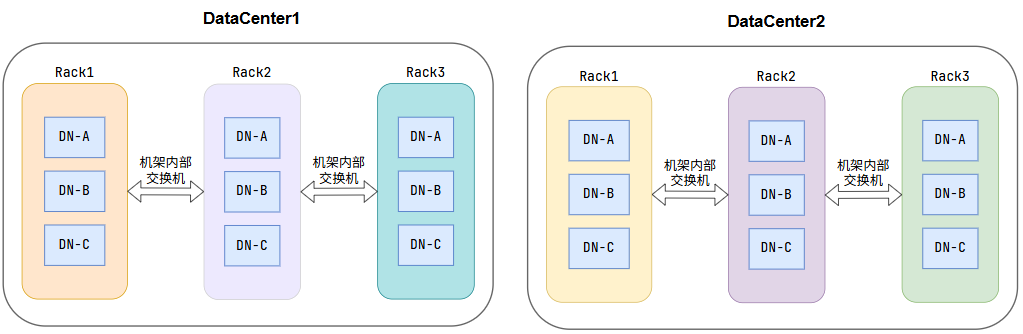 DataCenter1
Rack1
Rack2
Rack3
DN-A
DN-A
DN-A
机架内部
交换机
机架内部
交换机
DN-B
DN-B
DN-B
DN-C
DN-C
DN-C
DataCenter2
Rack1
Rack2
Rack3
DN-A
DN-A
DN-A
机架内部
交换机
机架内部
交换机
DN-B
DN-B
DN-B
DN-C
DN-C
DN-C